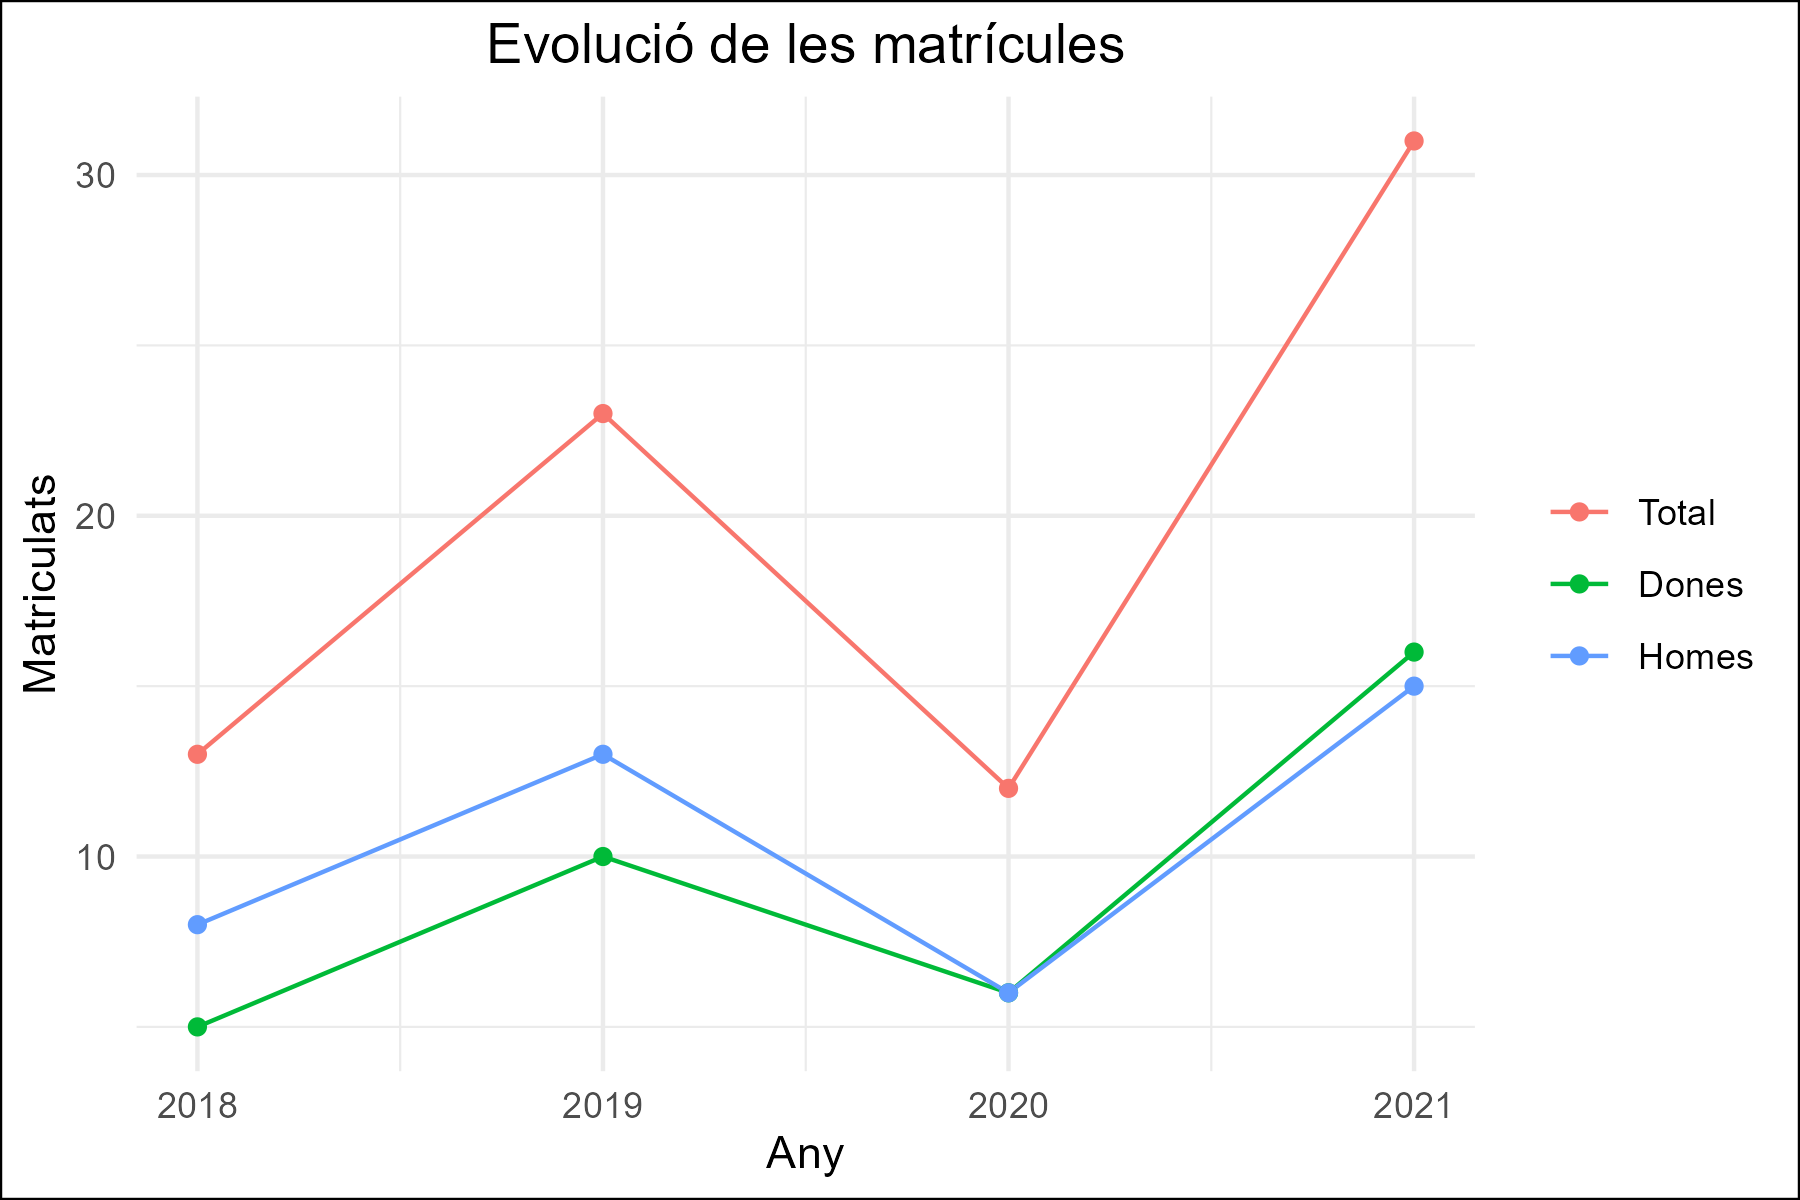 Evolució de les matrícules
Matriculats
30
20
10
2018 2019 2020 2021
Any
Total
Dones
Homes